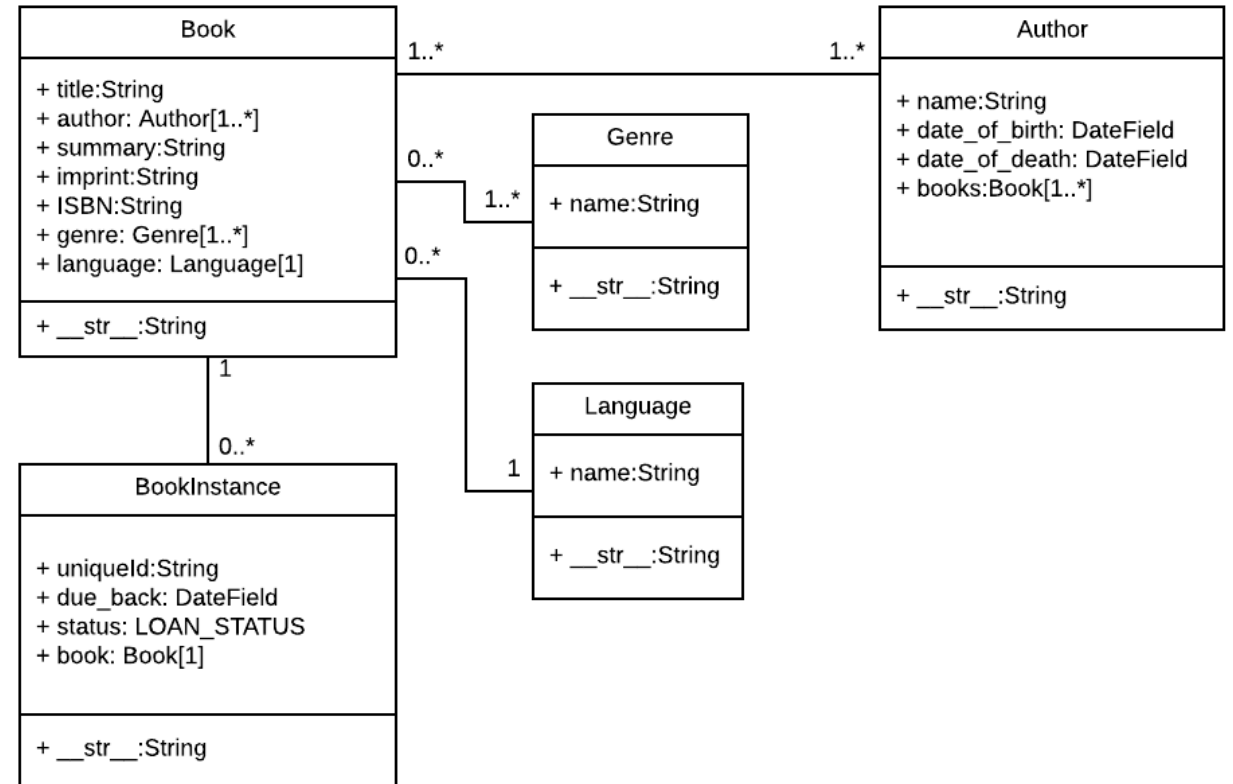 Book
+ title:String
+ author: Author[1..*]
+ summary:String
+ imprint:String
+ ISBN:String
+ genre: Genre[1..*]
+ language: Language[1]
+ __str__:String
1..*
1..*
Author
+ name:String
+ date_of_birth: DateField
+ date_of_death: DateField
+ books:Book[1..*]
+ __str__:String
0..*
1..*
Genre
+ name:String
+ __str__:String
0..*
1
Language
+ name:String
+ __str__:String
1
0..*
BookInstance
+ uniqueId:String
+ due_back: DateField
+ status: LOAN_STATUS
+ book: Book[1]
+ __str__:String